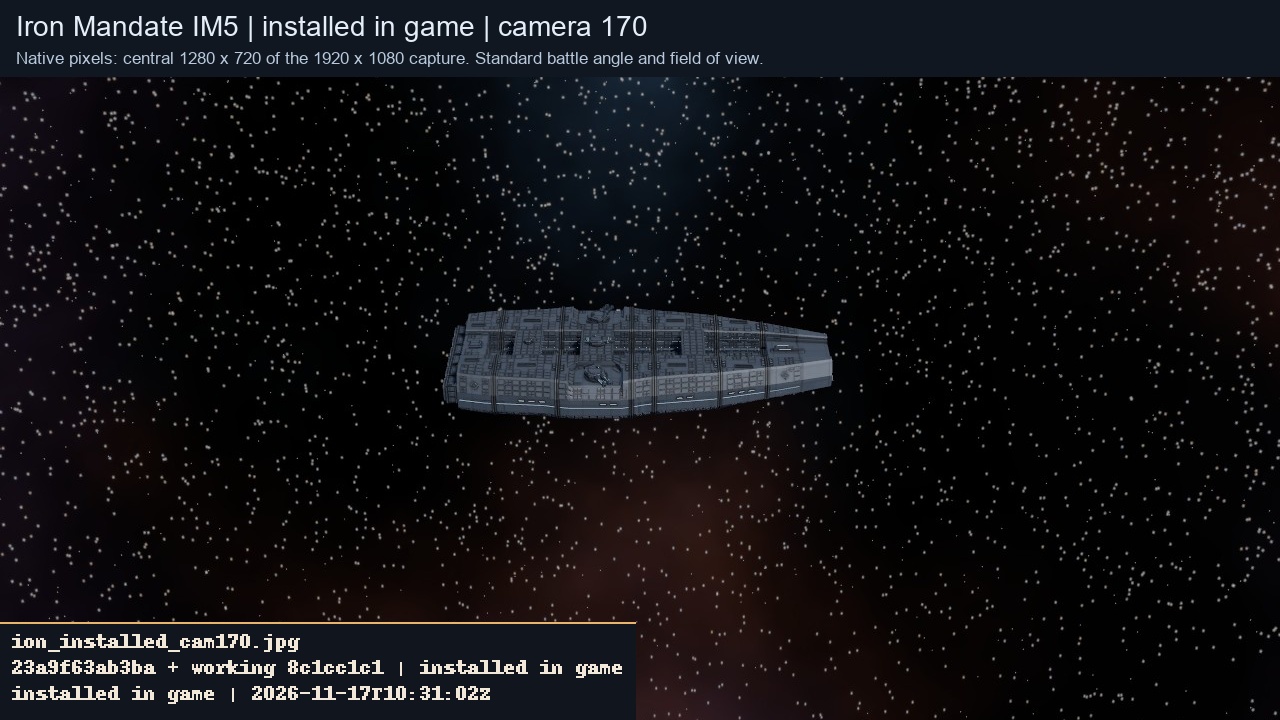 Iron Mandate IM5 | installed in game | camera 170
Native pixels: central 1280 x 720 of the 1920 x 1080 capture. Standard battle angle and field of view.
ion_installed_cam170.jpg
23a9f63ab3ba + working 8c1cc1c1 | installed in game
installed in game | 2026-11-17T10:31:02Z